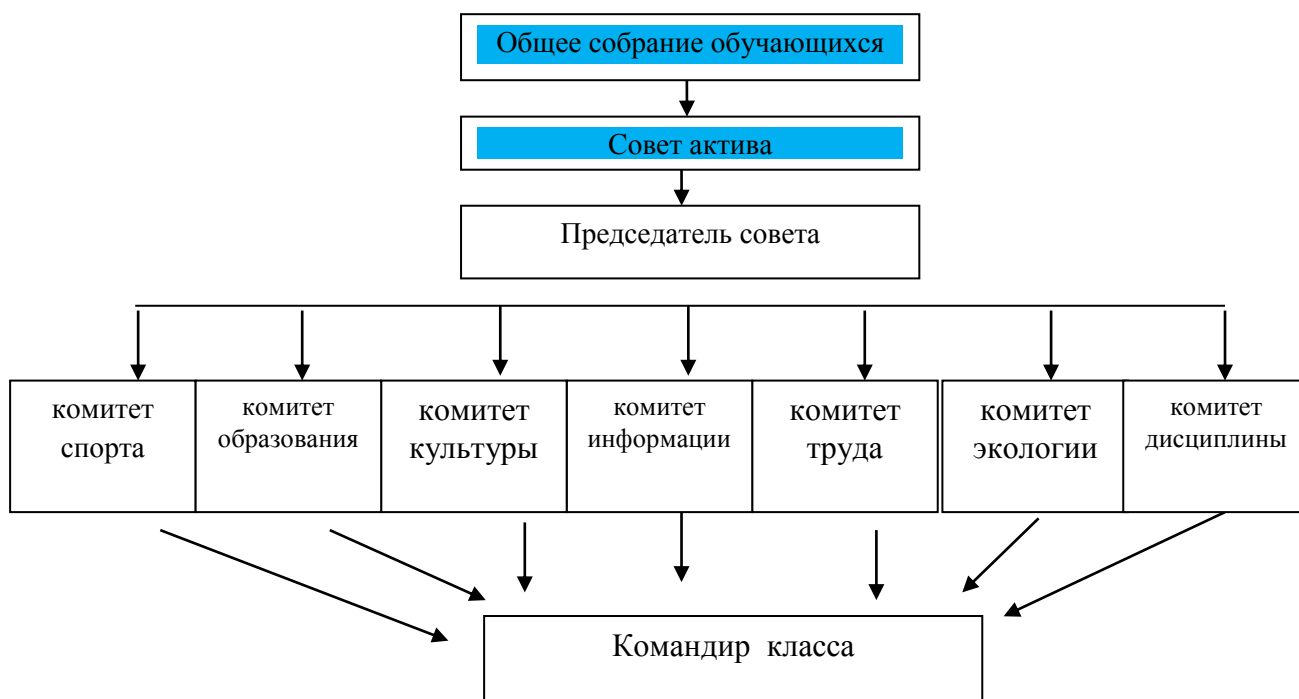 Общее собрание обучающихся
Совет актива
Председатель совета
комитет
спорта
комитет
образования
комитет
культуры
комитет
информации
комитет
труда
комитет
экологии
комитет
дисциплины
Командир класса